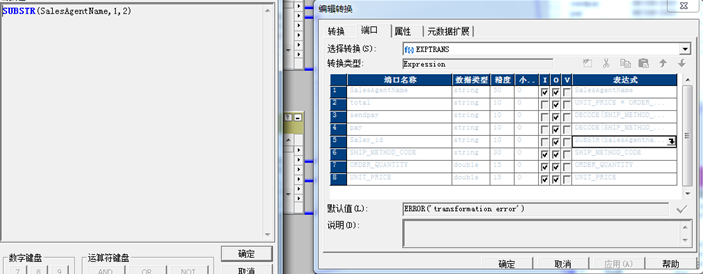 SUBSTR(SalesAgentName,1,2)
确定
数字键盘
运算符键盘
7 8 9
AND OR NOT
取消
编辑转换
转换 端口 属性 元数据扩展
选择转换(S): f(x) EXPTRANS
转换类型: Expression
端口名称 数据类型 精度 小.. I O V 表达式
1 SalesAgentName string 50 0 SalesAgentName
2 total string 10 0 UNIT_PRICE * ORDER_...
3 sendpay string 10 0 DECODE(SHIP_METHOD_...
4 pay string 10 0 DECODE(SHIP_METHOD_...
5 Sales_id string 10 0
6 SHIP_METHOD_CODE string 30 0 SHIP_METHOD_CODE
7 ORDER_QUANTITY double 15 0 ORDER_QUANTITY
8 UNIT_PRICE double 15 0 UNIT_PRICE
默认值(L): ERROR('transformation error')
说明(D):
确定 取消 应用(A) 帮助